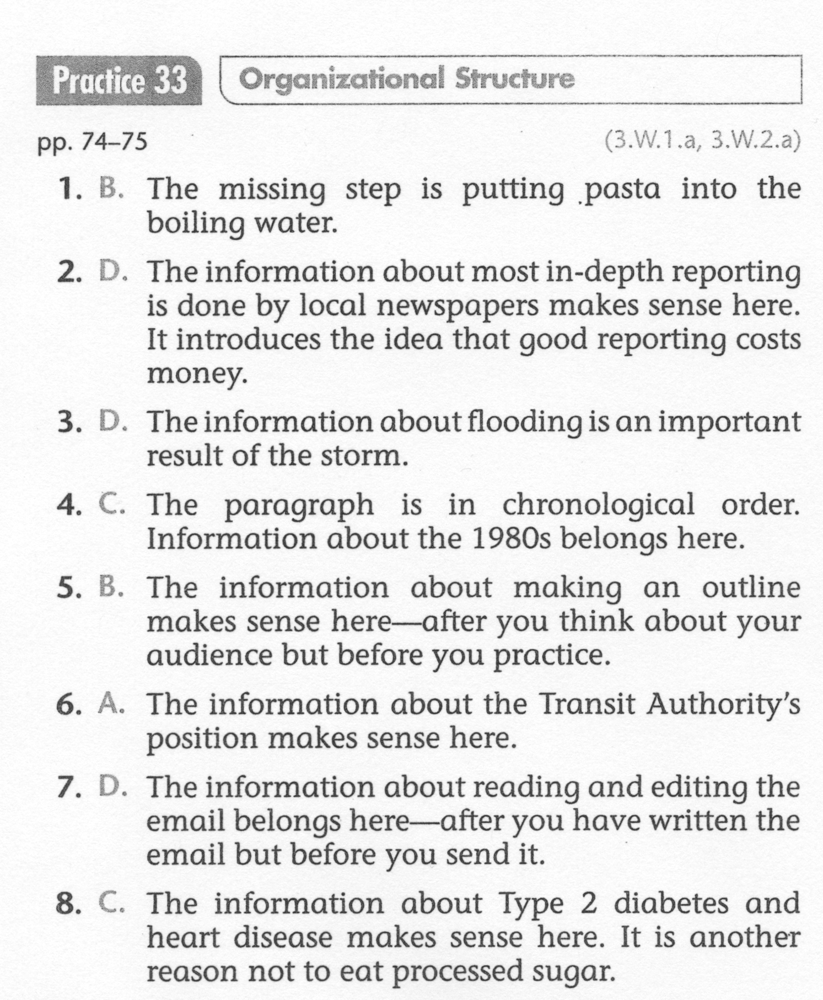 Practice 33 Organizational Structure
pp. 74–75 (3.W.1.a, 3.W.2.a)
1. B. The missing step is putting pasta into the
boiling water.
2. D. The information about most in-depth reporting
is done by local newspapers makes sense here.
It introduces the idea that good reporting costs
money.
3. D. The information about flooding is an important
result of the storm.
4. C. The paragraph is in chronological order.
Information about the 1980s belongs here.
5. B. The information about making an outline
makes sense here—after you think about your
audience but before you practice.
6. A. The information about the Transit Authority’s
position makes sense here.
7. D. The information about reading and editing the
email belongs here—after you have written the
email but before you send it.
8. C. The information about Type 2 diabetes and
heart disease makes sense here. It is another
reason not to eat processed sugar.